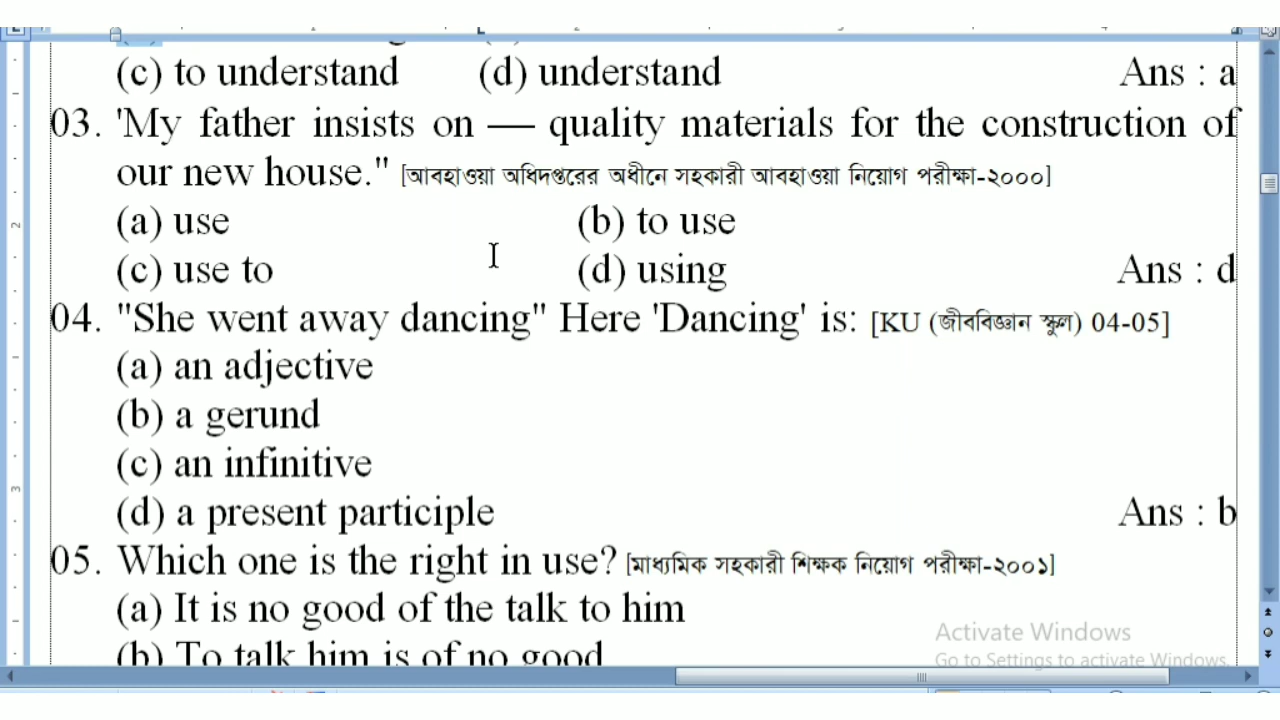 (c) to understand (d) understand Ans : a
03. 'My father insists on — quality materials for the construction of
our new house." [আবহাওয়া অধিদপ্তরের অধীনে সহকারী আবহাওয়া নিয়োগ পরীক্ষা-২০০০]
(a) use (b) to use
(c) use to (d) using Ans : d
04. "She went away dancing" Here 'Dancing' is: [KU (জীববিজ্ঞান স্কুল) 04-05]
(a) an adjective
(b) a gerund
(c) an infinitive
(d) a present participle Ans : b
05. Which one is the right in use? [মাধ্যমিক সহকারী শিক্ষক নিয়োগ পরীক্ষা-২০০১]
(a) It is no good of the talk to him
(b) To talk him is of no good
Activate Windows
Go to Settings to activate Windows.